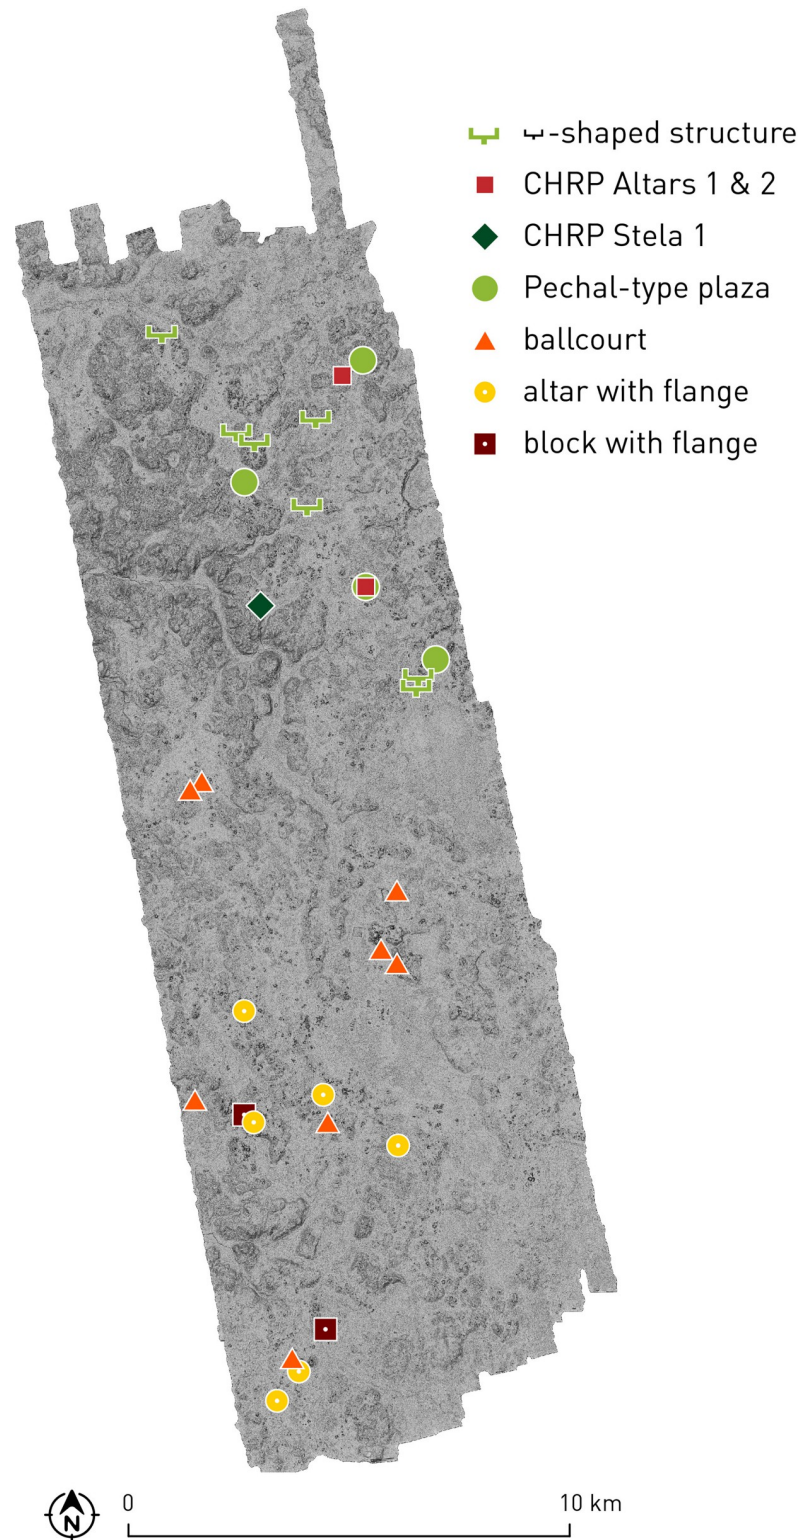 -shaped structure
CHRP Altars 1 & 2
CHRP Stela 1
Pechal-type plaza
ballcourt
altar with flange
block with flange
N
0 10 km